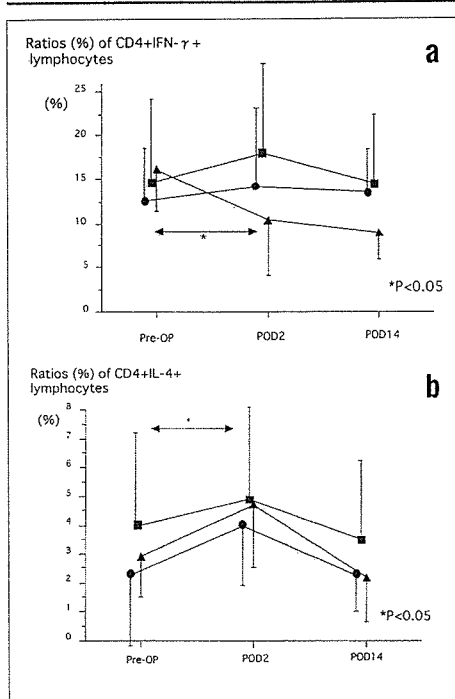 Ratios (%) of CD4+IFN-γ+
lymphocytes
a
(%)
25
20
15
10
5
0
*
*P<0.05
Pre-OP
POD2
POD14
Ratios (%) of CD4+IL-4+
lymphocytes
b
(%)
8
7
6
5
4
3
2
1
0
*
*P<0.05
Pre-OP
POD2
POD14